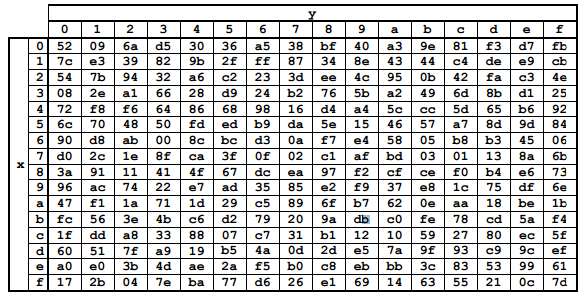 y
0 1 2 3 4 5 6 7 8 9 a b c d e f
x
0 52 09 6a d5 30 36 a5 38 bf 40 a3 9e 81 f3 d7 fb
1 7c e3 39 82 9b 2f ff 87 34 8e 43 44 c4 de e9 cb
2 54 7b 94 32 a6 c2 23 3d ee 4c 95 0b 42 fa c3 4e
3 08 2e a1 66 28 d9 24 b2 76 5b a2 49 6d 8b d1 25
4 72 f8 f6 64 86 68 98 16 d4 a4 5c cc 5d 65 b6 92
5 6c 70 48 50 fd ed b9 da 5e 15 46 57 a7 8d 9d 84
6 90 d8 ab 00 8c bc d3 0a f7 e4 58 05 b8 b3 45 06
7 d0 2c 1e 8f ca 3f 0f 02 c1 af bd 03 01 13 8a 6b
8 3a 91 11 41 4f 67 dc ea 97 f2 cf ce f0 b4 e6 73
9 96 ac 74 22 e7 ad 35 85 e2 f9 37 e8 1c 75 df 6e
a 47 f1 1a 71 1d 29 c5 89 6f b7 62 0e aa 18 be 1b
b fc 56 3e 4b c6 d2 79 20 9a db c0 fe 78 cd 5a f4
c 1f dd a8 33 88 07 c7 31 b1 12 10 59 27 80 ec 5f
d 60 51 7f a9 19 b5 4a 0d 2d e5 7a 9f 93 c9 9c ef
e a0 e0 3b 4d ae 2a f5 b0 c8 eb bb 3c 83 53 99 61
f 17 2b 04 7e ba 77 d6 26 e1 69 14 63 55 21 0c 7d